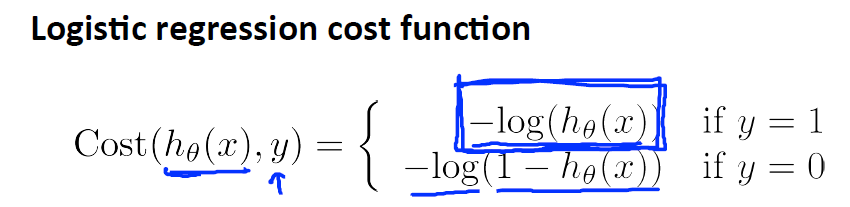 Logistic regression cost function
Cost(hθ(x), y) = { −log(hθ(x)) if y = 1
−log(1 − hθ(x)) if y = 0